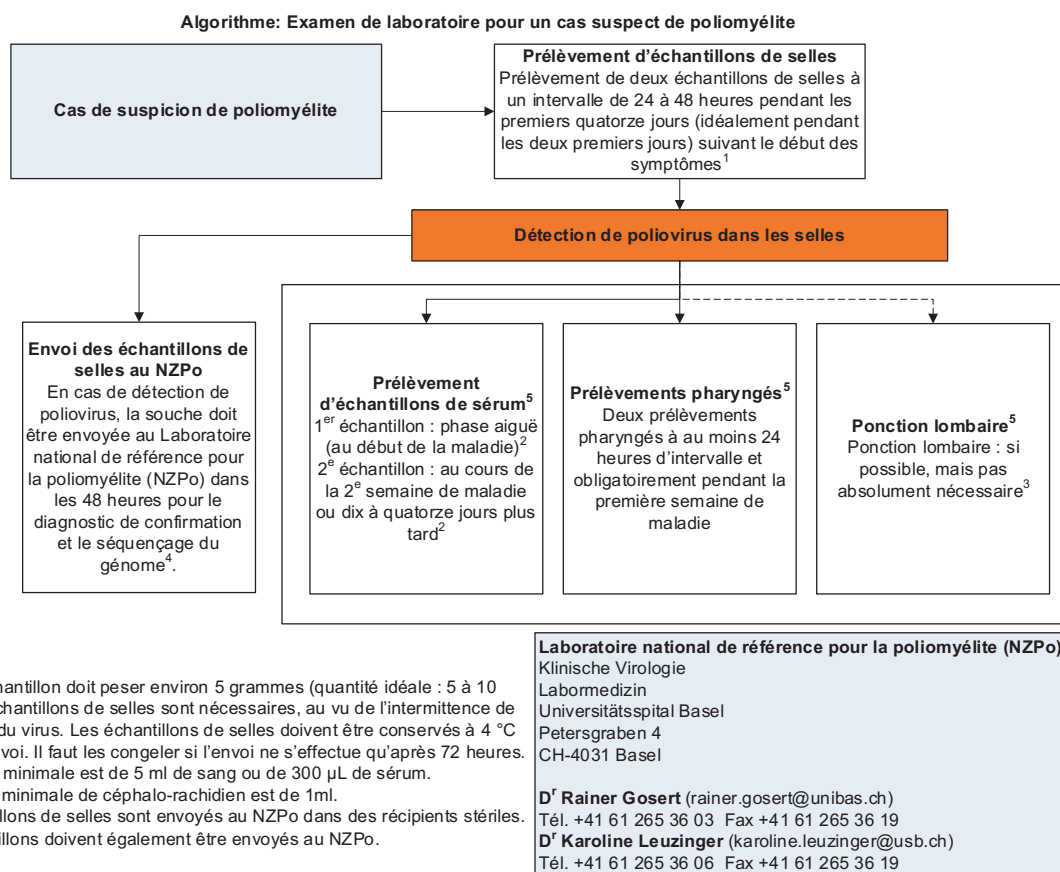 Algorithme: Examen de laboratoire pour un cas suspect de poliomyélite
Cas de suspicion de poliomyélite
Prélèvement d'échantillons de selles
Prélèvement de deux échantillons de selles à
un intervalle de 24 à 48 heures pendant les
premiers quatorze jours (idéalement pendant
les deux premiers jours) suivant le début des
symptômes1
Détection de poliovirus dans les selles
Envoi des échantillons de
selles au NZPo
En cas de détection de
poliovirus, la souche doit
être envoyée au Laboratoire
national de référence pour
la poliomyélite (NZPo) dans
les 48 heures pour le
diagnostic de confirmation
et le séquençage du
génome4.
Prélèvement
d'échantillons de sérum5
1er échantillon : phase aiguë
(au début de la maladie)2
2e échantillon : au cours de
la 2e semaine de maladie
ou dix à quatorze jours plus
tard2
Prélèvements pharyngés5
Deux prélèvements
pharyngés à au moins 24
heures d'intervalle et
obligatoirement pendant la
première semaine de
maladie
Ponction lombaire5
Ponction lombaire : si
possible, mais pas
absolument nécessaire3
hantillon doit peser environ 5 grammes (quantité idéale : 5 à 10
chantillons de selles sont nécessaires, au vu de l'intermittence de
du virus. Les échantillons de selles doivent être conservés à 4 °C
voi. Il faut les congeler si l'envoi ne s'effectue qu'après 72 heures.
minimale est de 5 ml de sang ou de 300 µL de sérum.
minimale de céphalo-rachidien est de 1ml.
llons de selles sont envoyés au NZPo dans des récipients stériles.
illons doivent également être envoyés au NZPo.
Laboratoire national de référence pour la poliomyélite (NZPo)
Klinische Virologie
Labormedizin
Universitätsspital Basel
Petersgraben 4
CH-4031 Basel
Dr Rainer Gosert (rainer.gosert@unibas.ch)
Tél. +41 61 265 36 03 Fax +41 61 265 36 19
Dr Karoline Leuzinger (karoline.leuzinger@usb.ch)
Tél. +41 61 265 36 06 Fax +41 61 265 36 19